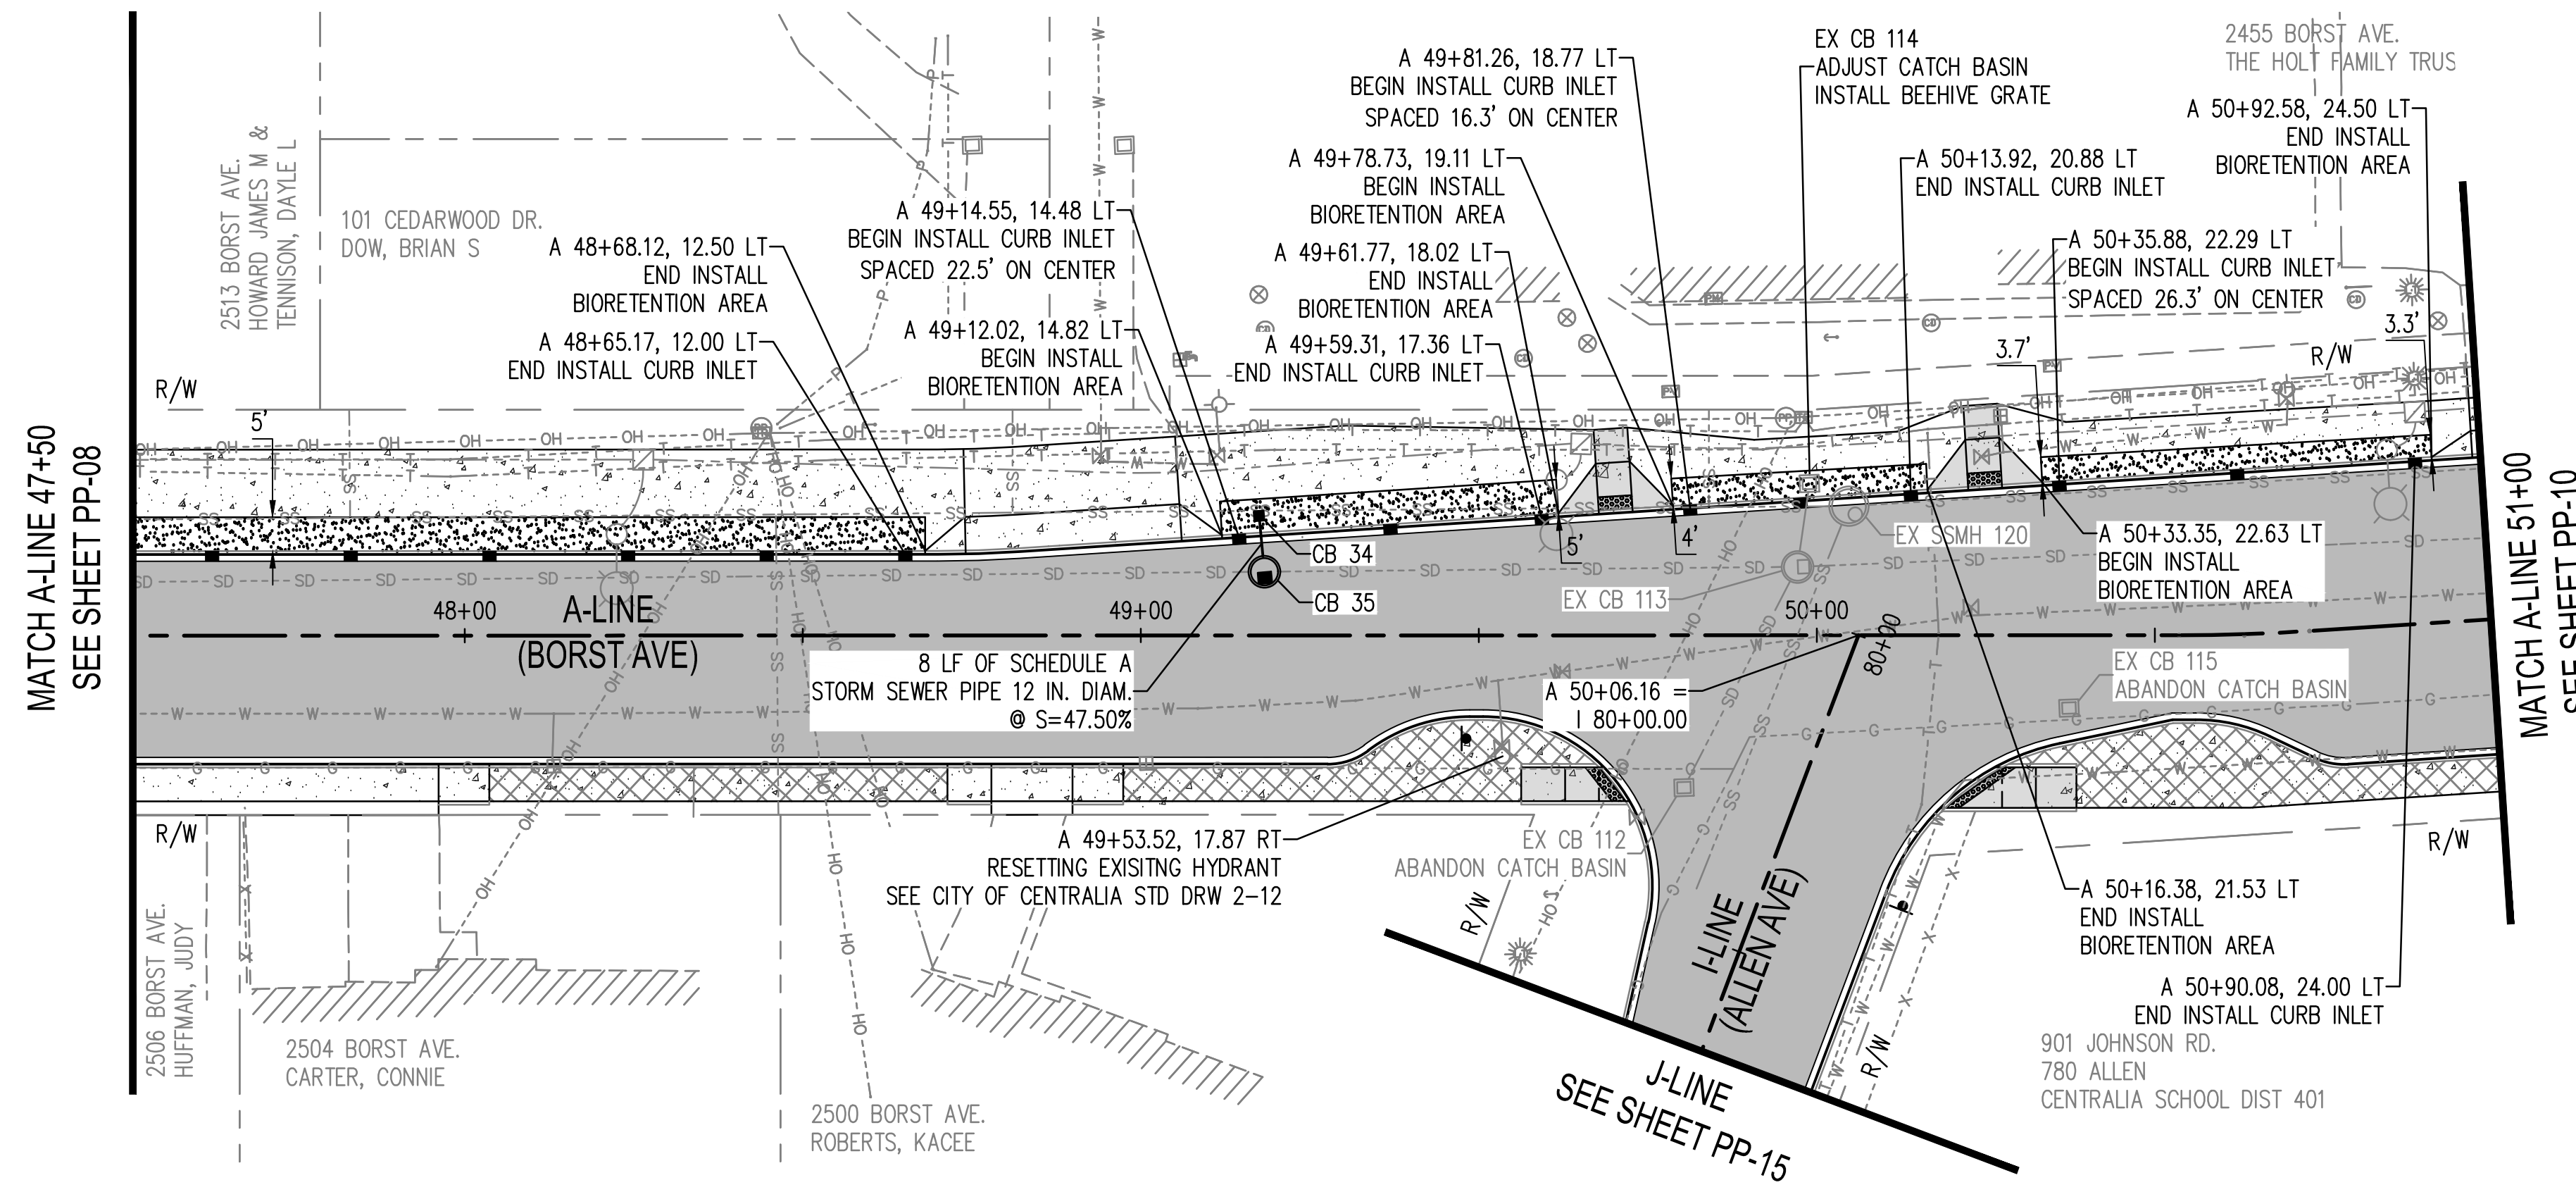 MATCH A-LINE 47+50
SEE SHEET PP-08
2513 BORST AVE.
HOWARD JAMES M &
TENNISON, DAYLE L
101 CEDARWOOD DR.
DOW, BRIAN S
R/W
5'
A 48+68.12, 12.50 LT
END INSTALL
BIORETENTION AREA
A 48+65.17, 12.00 LT
END INSTALL CURB INLET
A 49+14.55, 14.48 LT
BEGIN INSTALL CURB INLET
SPACED 22.5' ON CENTER
A 49+12.02, 14.82 LT
BEGIN INSTALL
BIORETENTION AREA
A 49+81.26, 18.77 LT
BEGIN INSTALL CURB INLET
SPACED 16.3' ON CENTER
A 49+78.73, 19.11 LT
BEGIN INSTALL
BIORETENTION AREA
A 49+61.77, 18.02 LT
END INSTALL
BIORETENTION AREA
A 49+59.31, 17.36 LT
END INSTALL CURB INLET
EX CB 114
ADJUST CATCH BASIN
INSTALL BEEHIVE GRATE
A 50+13.92, 20.88 LT
END INSTALL CURB INLET
2455 BORST AVE.
THE HOLT FAMILY TRUS
A 50+92.58, 24.50 LT
END INSTALL
BIORETENTION AREA
A 50+35.88, 22.29 LT
BEGIN INSTALL CURB INLET
SPACED 26.3' ON CENTER
3.7'
3.3'
R/W
5'
4'
CB 34
CB 35
EX SSMH 120
EX CB 113
A 50+33.35, 22.63 LT
BEGIN INSTALL
BIORETENTION AREA
48+00
A-LINE
(BORST AVE)
49+00
50+00
80+00
8 LF OF SCHEDULE A
STORM SEWER PIPE 12 IN. DIAM.
@ S=47.50%
A 50+06.16 =
I 80+00.00
EX CB 115
ABANDON CATCH BASIN
MATCH A-LINE 51+00
SEE SHEET PP-10
R/W
A 49+53.52, 17.87 RT
RESETTING EXISITNG HYDRANT
SEE CITY OF CENTRALIA STD DRW 2-12
EX CB 112
ABANDON CATCH BASIN
R/W
R/W
R/W
I-LINE
(ALLEN AVE)
J-LINE
SEE SHEET PP-15
A 50+16.38, 21.53 LT
END INSTALL
BIORETENTION AREA
A 50+90.08, 24.00 LT
END INSTALL CURB INLET
901 JOHNSON RD.
780 ALLEN
CENTRALIA SCHOOL DIST 401
2506 BORST AVE.
HUFFMAN, JUDY
2504 BORST AVE.
CARTER, CONNIE
2500 BORST AVE.
ROBERTS, KACEE